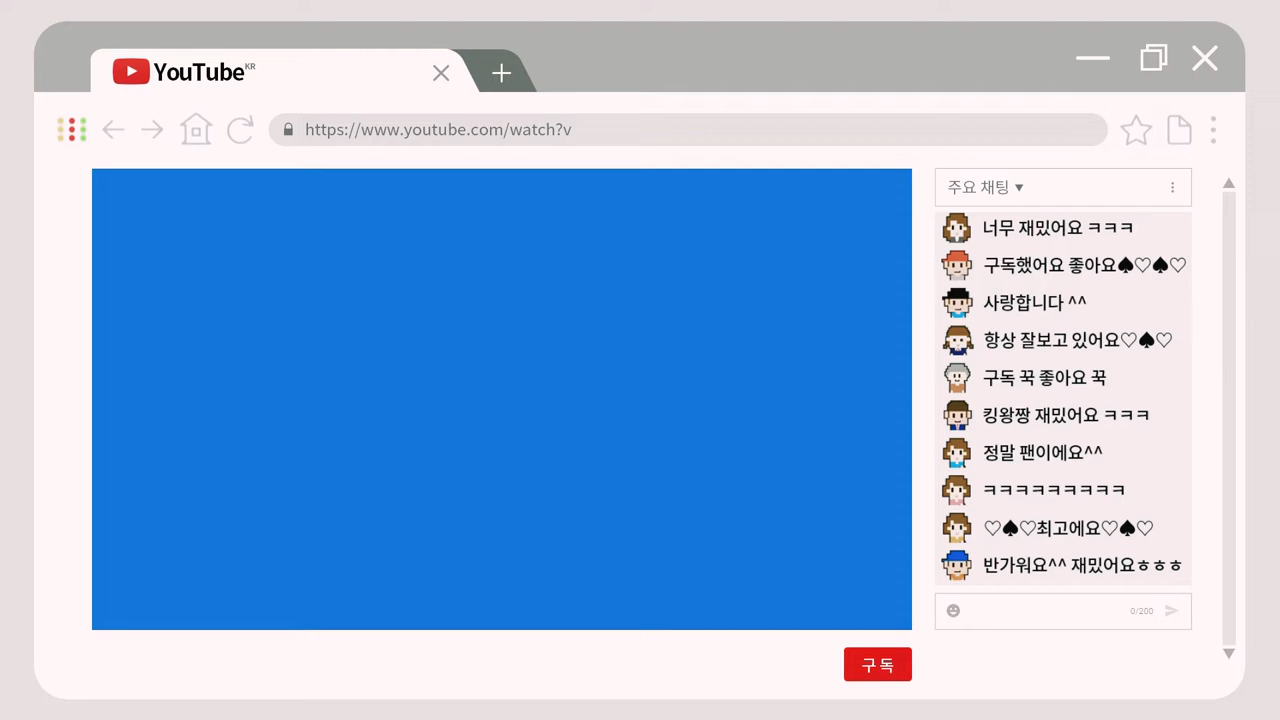 YouTube KR
https://www.youtube.com/watch?v
주요 채팅 ▼
너무 재밌어요 ㅋㅋㅋ
구독했어요 좋아요♠♡♠♡
사랑합니다 ^^
항상 잘보고 있어요♡♠♡
구독 꾹 좋아요 꾹
킹왕짱 재밌어요 ㅋㅋㅋ
정말 팬이에요^^
ㅋㅋㅋㅋㅋㅋㅋㅋㅋ
♡♠♡최고에요♡♠♡
반가워요^^ 재밌어요ㅎㅎㅎ
0/200
구독